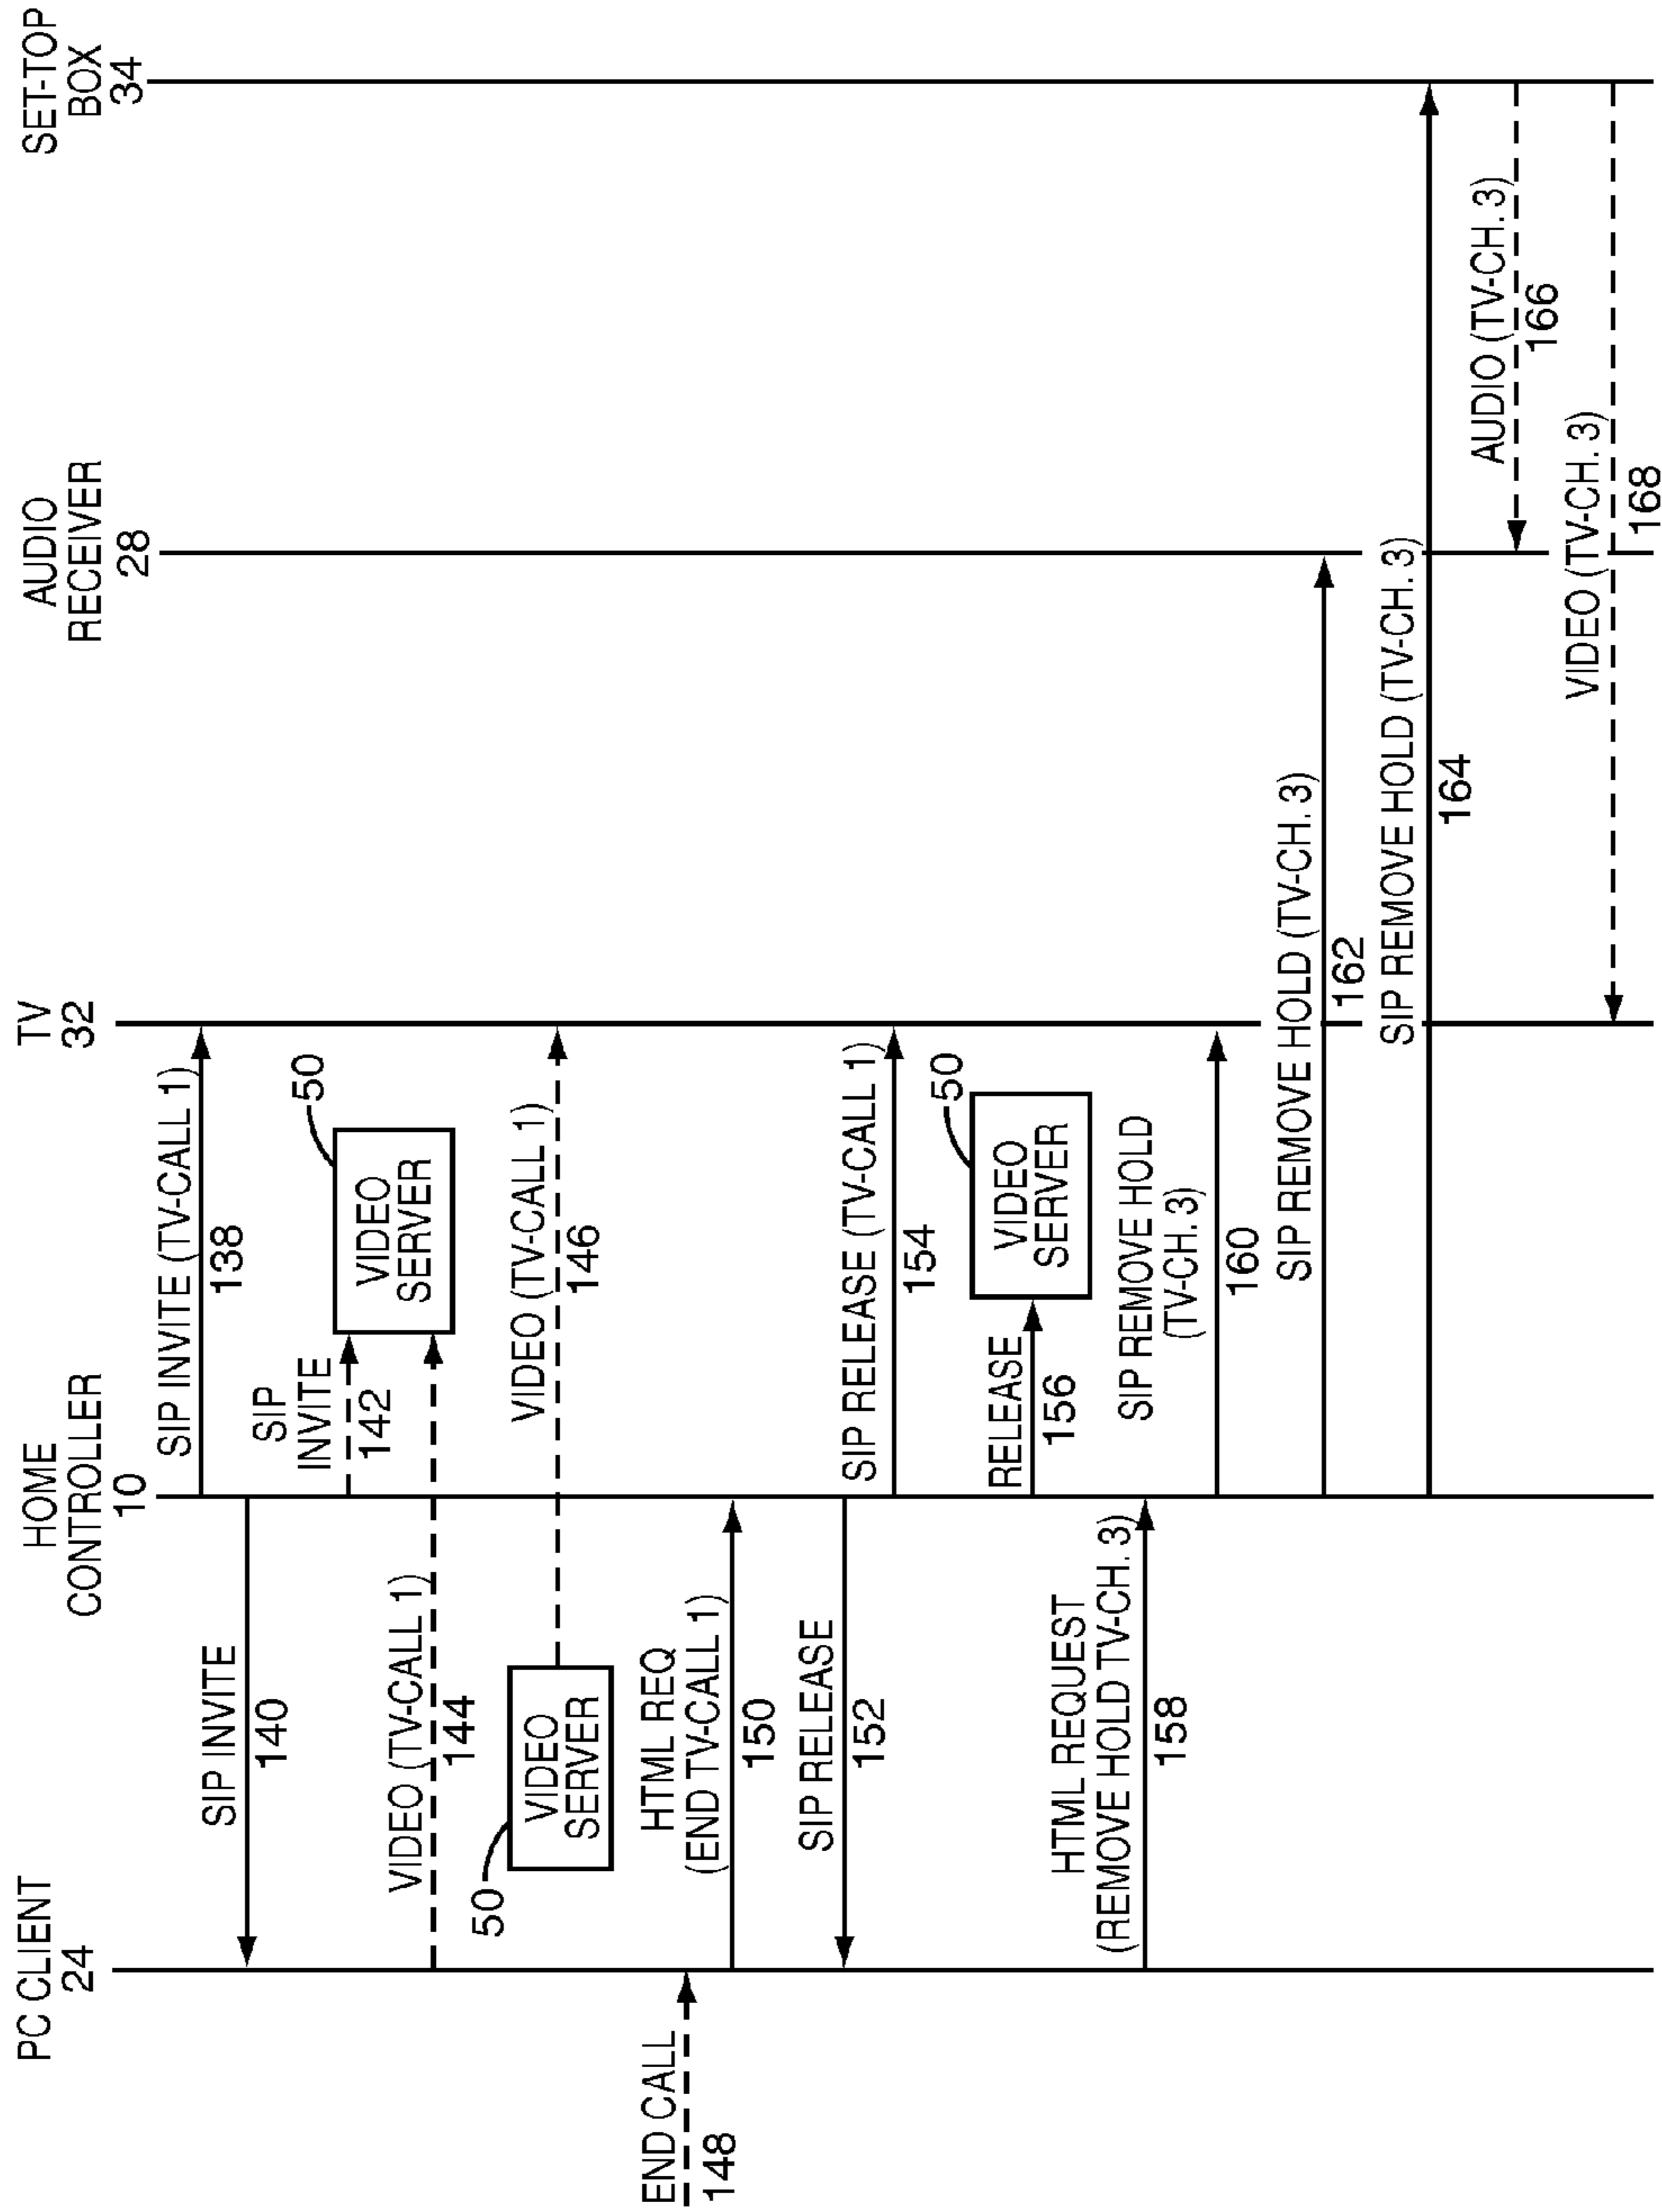 PC CLIENT
24
HOME
CONTROLLER
10
TV
32
AUDIO
RECEIVER
28
SET-TOP
BOX
34
SIP INVITE (TV-CALL 1)
138
SIP INVITE
140
SIP
INVITE
142
VIDEO
SERVER
50
VIDEO (TV-CALL 1)
144
VIDEO (TV-CALL 1)
146
VIDEO
SERVER
50
END CALL
148
HTML REQ
(END TV-CALL 1)
150
SIP RELEASE
152
SIP RELEASE (TV-CALL 1)
154
RELEASE
156
VIDEO
SERVER
50
HTML REQUEST
(REMOVE HOLD TV-CH. 3)
158
SIP REMOVE HOLD
(TV-CH. 3)
160
SIP REMOVE HOLD (TV-CH. 3)
162
SIP REMOVE HOLD (TV-CH. 3)
164
AUDIO (TV-CH. 3)
166
VIDEO (TV-CH. 3)
168